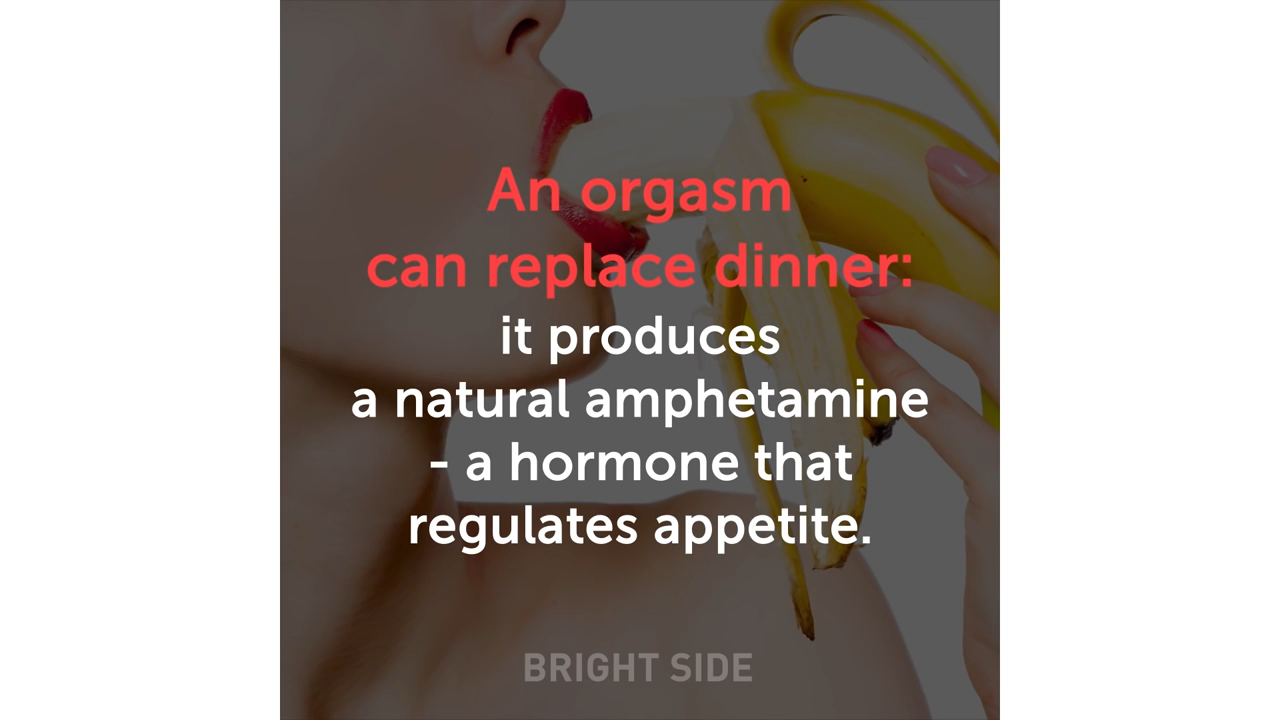 An orgasm
can replace dinner:
it produces
a natural amphetamine
- a hormone that
regulates appetite.
BRIGHT SIDE